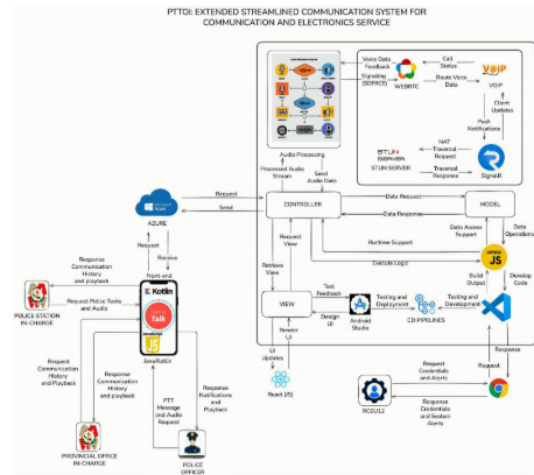 PTTOI: EXTENDED STREAMLINED COMMUNICATION SYSTEM FOR
COMMUNICATION AND ELECTRONICS SERVICE
Voice Data
Feedback
Call
Status
Signaling
(SDP/ICE)
WEBRTC
Route Voice
Data
VOiP
VOIP
Client
Updates
Push
Notifications
NAT
Traversal
Request
STUN
STUN SERVER
Traversal
Response
SignalR
Audio Processing
Processed Audio
Stream
Send
Audio Data
Microsoft
Azure
AZURE
Request
Send
CONTROLLER
Data Request
Data Response
MODEL
Request
Receive
Request
View
Runtime Support
Data Access
Support
Data
Operations
Execute Logic
JS
Retrieve
View
Build
Output
Develop
Code
Front-end
Kotlin
Talk
JavaScript
JS
Java/Kotlin
Response
Communication
History and
playback
POLICE STATION
IN-CHARGE
Request Police Tasks
and Audio
VIEW
Test
Feedback
Design
UI
Android
Studio
Testing and
Deployment
CD-PIPELINES
Testing and
Development
UI
Updates
Render
UI
React JS
Request
Response
Request
Communication
History and
Playback
Response
Communication
History
and playback
PTT
Message
and Audio
Request
Response
Notifications
and
Playback
PROVINCIAL OFFICE
IN-CHARGE
POLICE
OFFICER
Request
Credentials
and Alerts
Response
Credentials
and System
Alerts